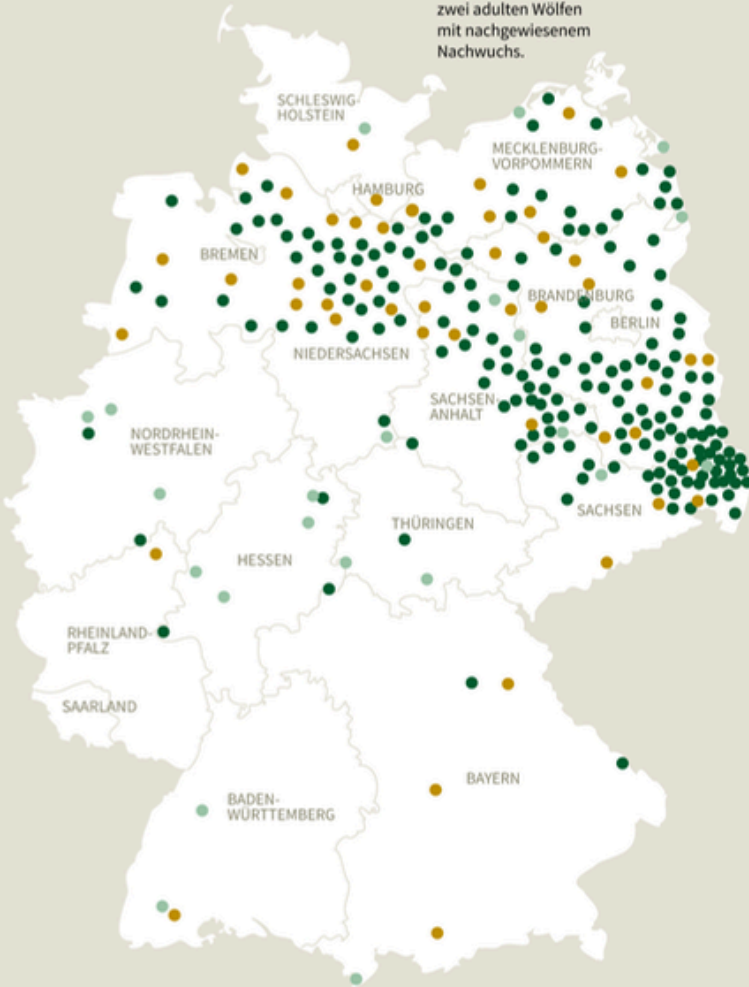 zwei adulten Wölfen
mit nachgewiesenem
Nachwuchs.
SCHLESWIG-
HOLSTEIN
MECKLENBURG-
VORPOMMERN
HAMBURG
BREMEN
BRANDENBURG
BERLIN
NIEDERSACHSEN
SACHSEN-
ANHALT
NORDRHEIN-
WESTFALEN
SACHSEN
THÜRINGEN
HESSEN
RHEINLAND-
PFALZ
SAARLAND
BAYERN
BADEN-
WÜRTTEMBERG